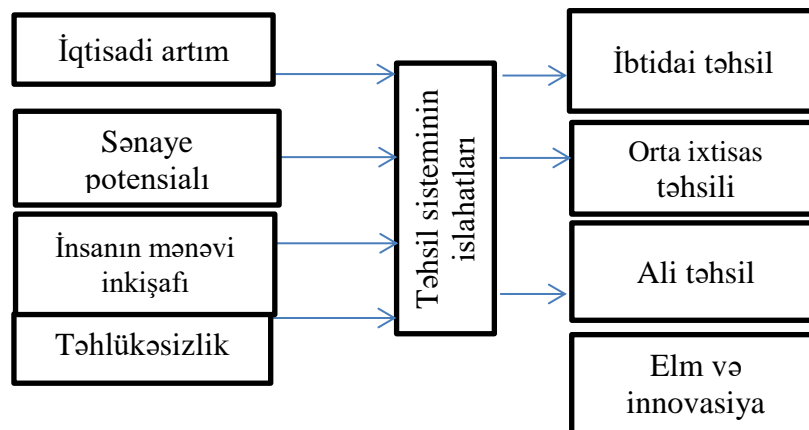 İqtisadi artım
Sənaye
potensialı
İnsanın mənəvi
inkişafı
Təhlükəsizlik
Təhsil sisteminin
islahatları
İbtidai təhsil
Orta ixtisas
təhsili
Ali təhsil
Elm və
innovasiya